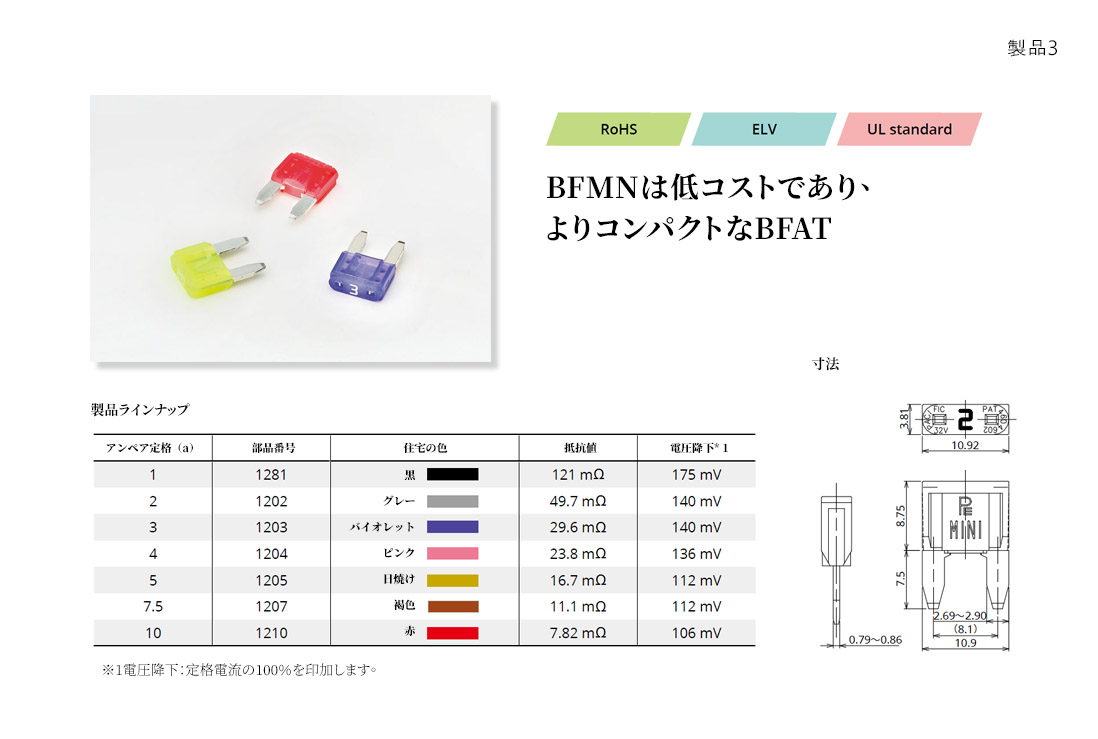 製品3
RoHS
ELV
UL standard
BFMNは低コストであり、
よりコンパクトなBFAT
3
寸法
製品ラインナップ
アンペア定格（a） 部品番号 住宅の色 抵抗値 電圧降下*1
1 1281 黒 121 mΩ 175 mV
2 1202 グレー 49.7 mΩ 140 mV
3 1203 バイオレット 29.6 mΩ 140 mV
4 1204 ピンク 23.8 mΩ 136 mV
5 1205 日焼け 16.7 mΩ 112 mV
7.5 1207 褐色 11.1 mΩ 112 mV
10 1210 赤 7.82 mΩ 106 mV
※1電圧降下：定格電流の100％を印加します。
3.81
FIC
32V
2
PAT
10.92
8.75
MINI
7.5
2.69～2.90
(8.1)
10.9
0.79～0.86